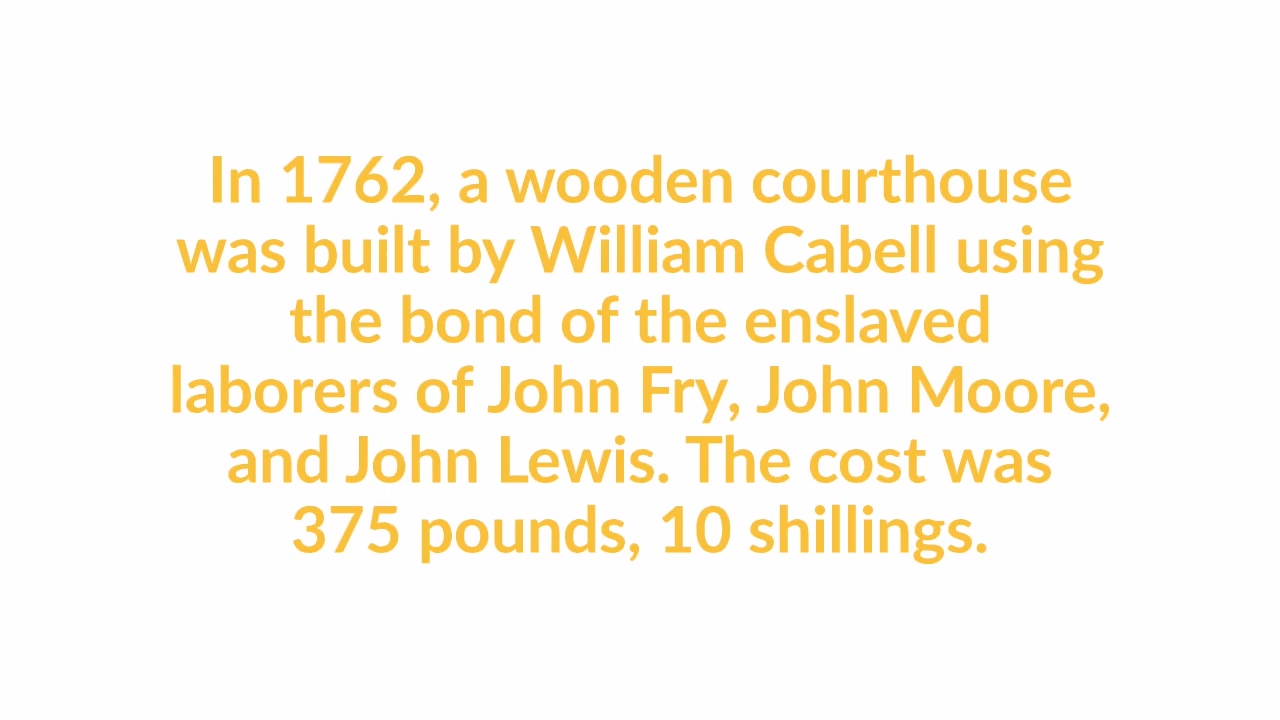 In 1762, a wooden courthouse
was built by William Cabell using
the bond of the enslaved
laborers of John Fry, John Moore,
and John Lewis. The cost was
375 pounds, 10 shillings.